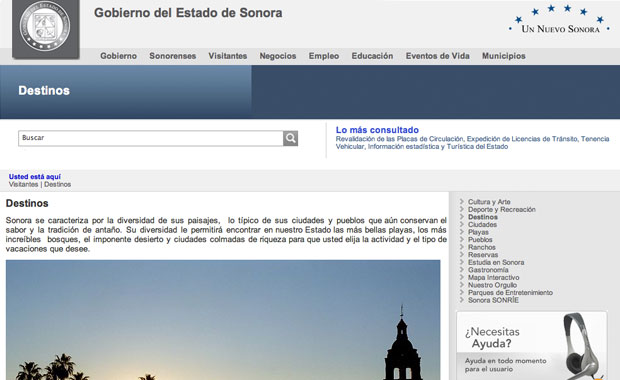 Gobierno del Estado de Sonora
UN NUEVO SONORA
Gobierno Sonorenses Visitantes Negocios Empleo Educación Eventos de Vida Municipios
Destinos
Buscar
Lo más consultado
Revalidación de las Placas de Circulación, Expedición de Licencias de Tránsito, Tenencia
Vehicular, Información estadística y Turística del Estado
Usted está aquí
Visitantes | Destinos
Destinos
Sonora se caracteriza por la diversidad de sus paisajes, lo típico de sus ciudades y pueblos que aún conservan el
sabor y la tradición de antaño. Su diversidad le permitirá encontrar en nuestro Estado las más bellas playas, los más
increíbles bosques, el imponente desierto y ciudades colmadas de riqueza para que usted elija la actividad y el tipo de
vacaciones que desee.
Cultura y Arte
Deporte y Recreación
Destinos
Ciudades
Playas
Pueblos
Ranchos
Reservas
Estudia en Sonora
Gastronomía
Mapa Interactivo
Nuestro Orgullo
Parques de Entretenimiento
Sonora SONRÍE
¿Necesitas
Ayuda?
Ayuda en todo momento
para el usuario